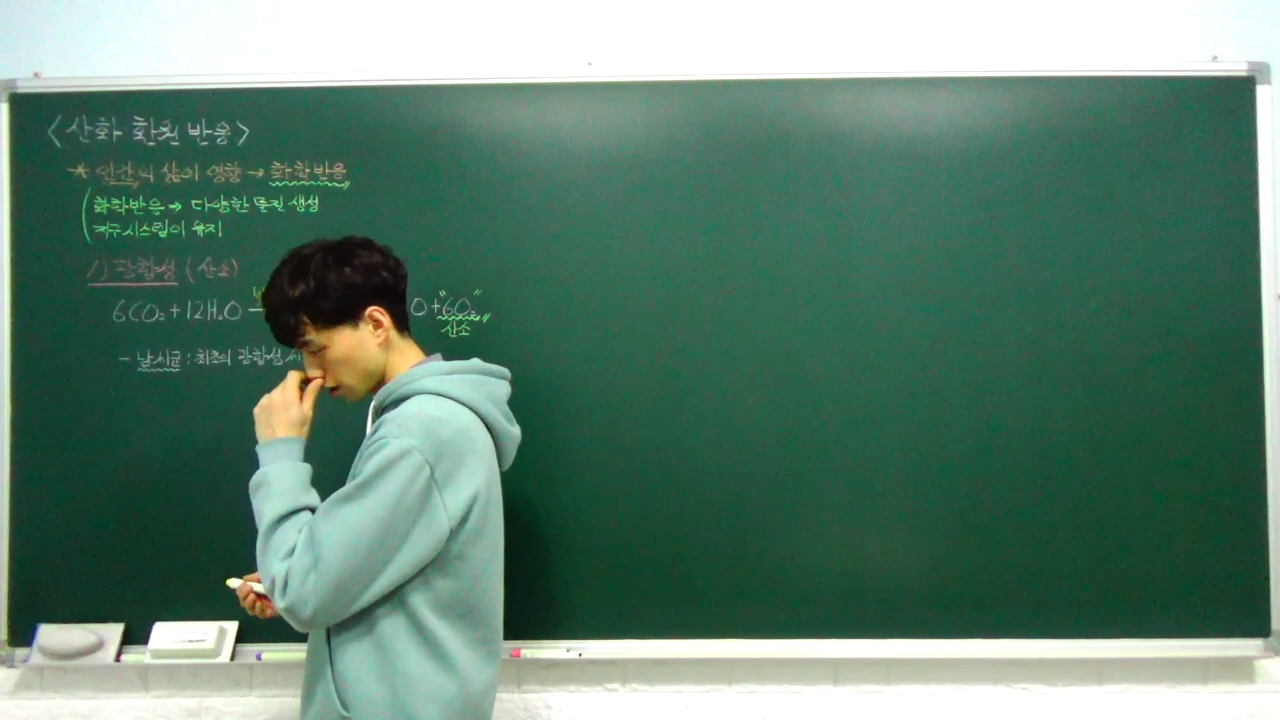 <산화 환원 반응>
* 인간의 삶이 영향 → 화학반응
화학반응 → 다양한 물질 생성
지구시스템이 유지
1) 광합성 (산소)
6CO₂+12H₂O O+6O₂
산소
- 남세균 : 최초의 광합성 세